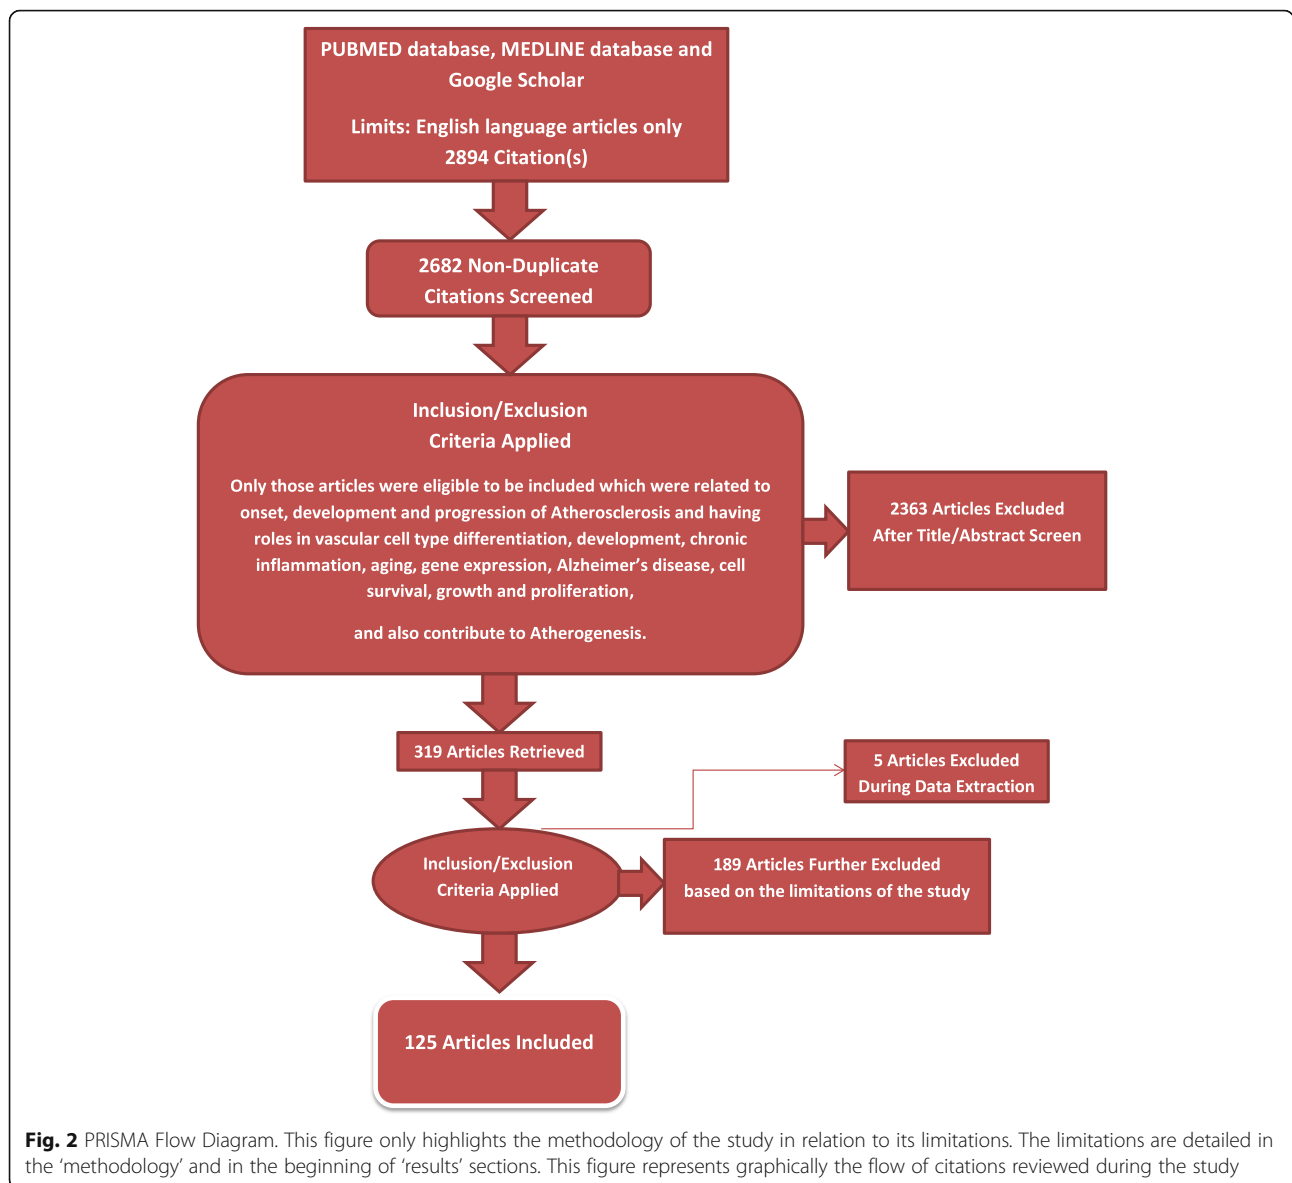 PUBMED database, MEDLINE database and
Google Scholar
Limits: English language articles only
2894 Citation(s)
2682 Non-Duplicate
Citations Screened
Inclusion/Exclusion
Criteria Applied
Only those articles were eligible to be included which were related to
onset, development and progression of Atherosclerosis and having
roles in vascular cell type differentiation, development, chronic
inflammation, aging, gene expression, Alzheimer's disease, cell
survival, growth and proliferation,
and also contribute to Atherogenesis.
2363 Articles Excluded
After Title/Abstract Screen
319 Articles Retrieved
5 Articles Excluded
During Data Extraction
Inclusion/Exclusion
Criteria Applied
189 Articles Further Excluded
based on the limitations of the study
125 Articles Included
Fig. 2 PRISMA Flow Diagram. This figure only highlights the methodology of the study in relation to its limitations. The limitations are detailed in
the ‘methodology’ and in the beginning of ‘results’ sections. This figure represents graphically the flow of citations reviewed during the study